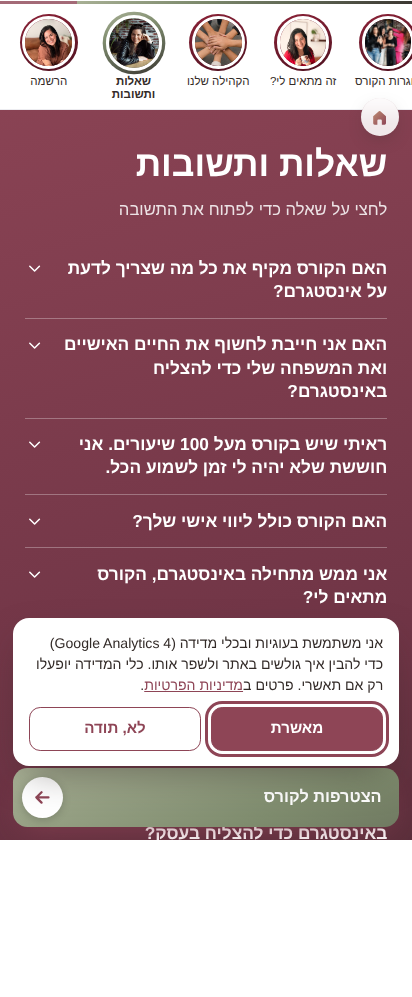 וגרות הקורס
זה מתאים לי?
הקהילה שלנו
שאלות
ותשובות
הרשמה
שאלות ותשובות
לחצי על שאלה כדי לפתוח את התשובה
האם הקורס מקיף את כל מה שצריך לדעת
על אינסטגרם?
האם אני חייבת לחשוף את החיים האישיים
ואת המשפחה שלי כדי להצליח
באינסטגרם?
ראיתי שיש בקורס מעל 100 שיעורים. אני
חוששת שלא יהיה לי זמן לשמוע הכל.
האם הקורס כולל ליווי אישי שלך?
אני ממש מתחילה באינסטגרם, הקורס
מתאים לי?
אני משתמשת בעוגיות ובכלי מדידה (Google Analytics 4)
כדי להבין איך גולשים באתר ולשפר אותו. כלי המדידה יופעלו
רק אם תאשרי. פרטים במדיניות הפרטיות.
מאשרת
לא, תודה
הצטרפות לקורס
באינסטגרם כדי להצליח בעסק?